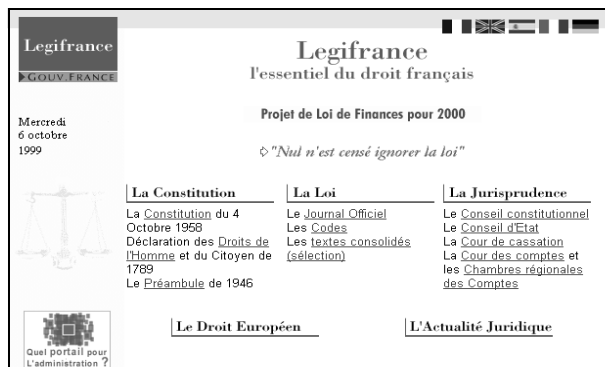 Legifrance
GOUV.FRANCE
Mercredi
6 octobre
1999
Quel portail pour
L'administration ?
Legifrance
l'essentiel du droit français
Projet de Loi de Finances pour 2000
"Nul n'est censé ignorer la loi"
La Constitution
La Constitution du 4
Octobre 1958
Déclaration des Droits de
l'Homme et du Citoyen de
1789
Le Préambule de 1946
La Loi
Le Journal Officiel
Les Codes
Les textes consolidés
(sélection)
La Jurisprudence
Le Conseil constitutionnel
Le Conseil d'Etat
La Cour de cassation
La Cour des comptes et
les Chambres régionales
des Comptes
Le Droit Européen
L'Actualité Juridique